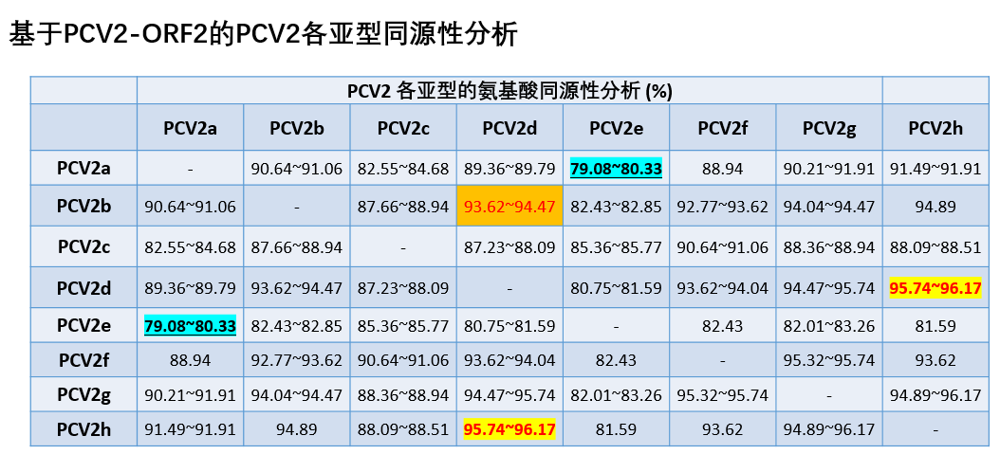 基于PCV2-ORF2的PCV2各亚型同源性分析
PCV2 各亚型的氨基酸同源性分析 (%)
PCV2a PCV2b PCV2c PCV2d PCV2e PCV2f PCV2g PCV2h
PCV2a - 90.64~91.06 82.55~84.68 89.36~89.79 79.08~80.33 88.94 90.21~91.91 91.49~91.91
PCV2b 90.64~91.06 - 87.66~88.94 93.62~94.47 82.43~82.85 92.77~93.62 94.04~94.47 94.89
PCV2c 82.55~84.68 87.66~88.94 - 87.23~88.09 85.36~85.77 90.64~91.06 88.36~88.94 88.09~88.51
PCV2d 89.36~89.79 93.62~94.47 87.23~88.09 - 80.75~81.59 93.62~94.04 94.47~95.74 95.74~96.17
PCV2e 79.08~80.33 82.43~82.85 85.36~85.77 80.75~81.59 - 82.43 82.01~83.26 81.59
PCV2f 88.94 92.77~93.62 90.64~91.06 93.62~94.04 82.43 - 95.32~95.74 93.62
PCV2g 90.21~91.91 94.04~94.47 88.36~88.94 94.47~95.74 82.01~83.26 95.32~95.74 - 94.89~96.17
PCV2h 91.49~91.91 94.89 88.09~88.51 95.74~96.17 81.59 93.62 94.89~96.17 -